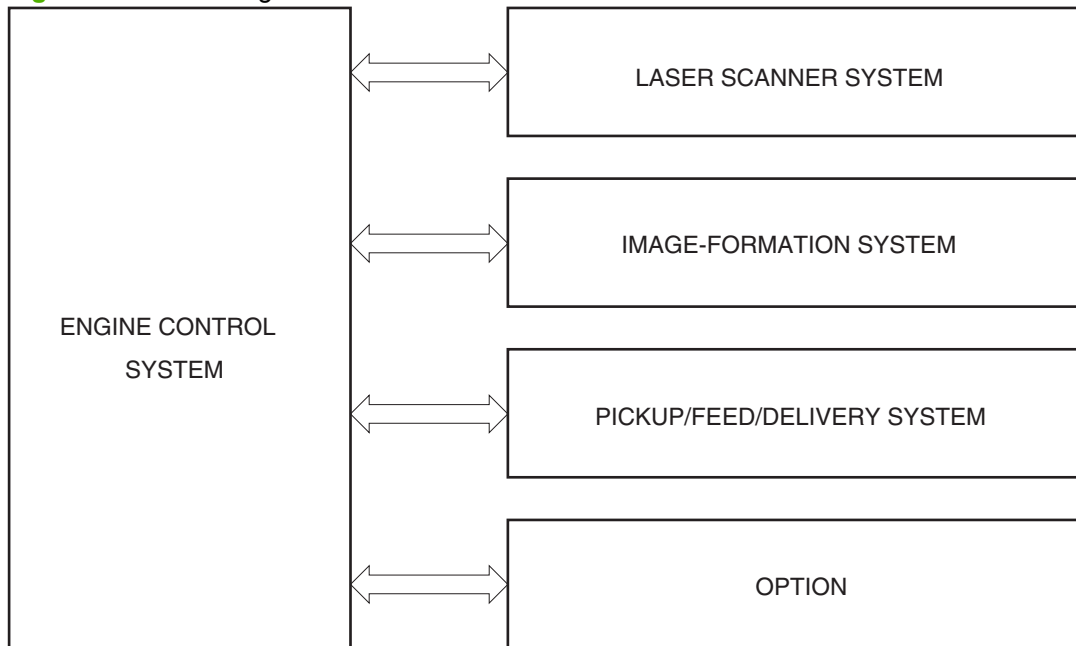 ENGINE CONTROL
SYSTEM
LASER SCANNER SYSTEM
IMAGE-FORMATION SYSTEM
PICKUP/FEED/DELIVERY SYSTEM
OPTION